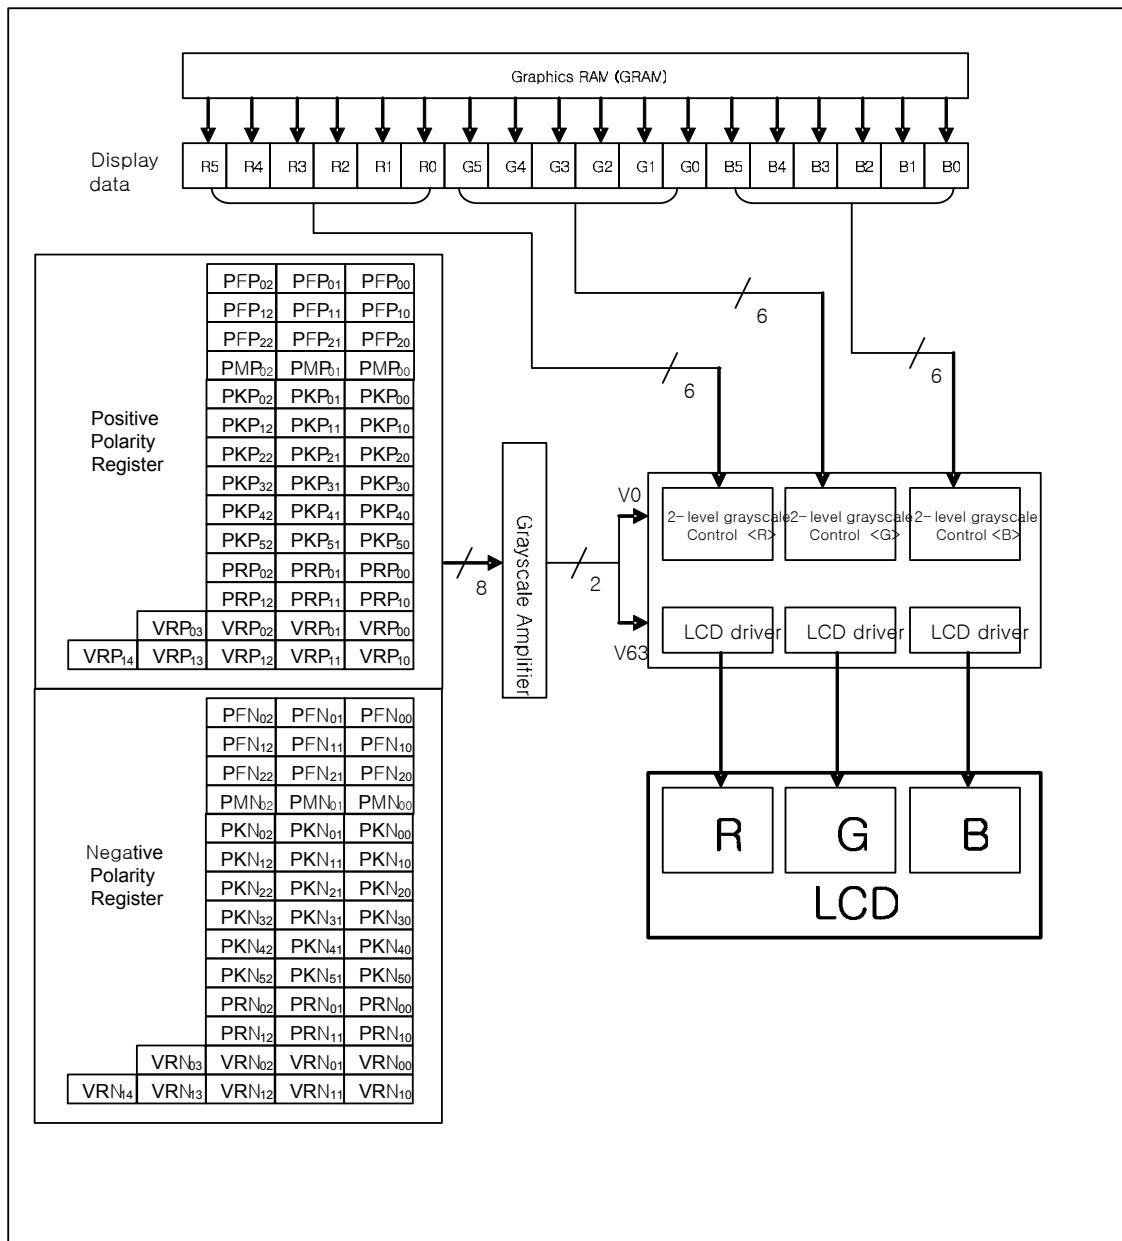 Graphics RAM (GRAM)
Display
data
R5 R4 R3 R2 R1 R0 G5 G4 G3 G2 G1 G0 B5 B4 B3 B2 B1 B0
6
6
6
Positive
Polarity
Register
PFP02 PFP01 PFP00
PFP12 PFP11 PFP10
PFP22 PFP21 PFP20
PMP02 PMP01 PMP00
PKP02 PKP01 PKP00
PKP12 PKP11 PKP10
PKP22 PKP21 PKP20
PKP32 PKP31 PKP30
PKP42 PKP41 PKP40
PKP52 PKP51 PKP50
PRP02 PRP01 PRP00
PRP12 PRP11 PRP10
VRP03 VRP02 VRP01 VRP00
VRP14 VRP13 VRP12 VRP11 VRP10
8
Grayscale Amplifier
2
V0
V63
2-level grayscale
Control <R>
2-level grayscale
Control <G>
2-level grayscale
Control <B>
LCD driver
LCD driver
LCD driver
Negative
Polarity
Register
PFN02 PFN01 PFN00
PFN12 PFN11 PFN10
PFN22 PFN21 PFN20
PMN02 PMN01 PMN00
PKN02 PKN01 PKN00
PKN12 PKN11 PKN10
PKN22 PKN21 PKN20
PKN32 PKN31 PKN30
PKN42 PKN41 PKN40
PKN52 PKN51 PKN50
PRN02 PRN01 PRN00
PRN12 PRN11 PRN10
VRN03 VRN02 VRN01 VRN00
VRN14 VRN13 VRN12 VRN11 VRN10
R G B
LCD